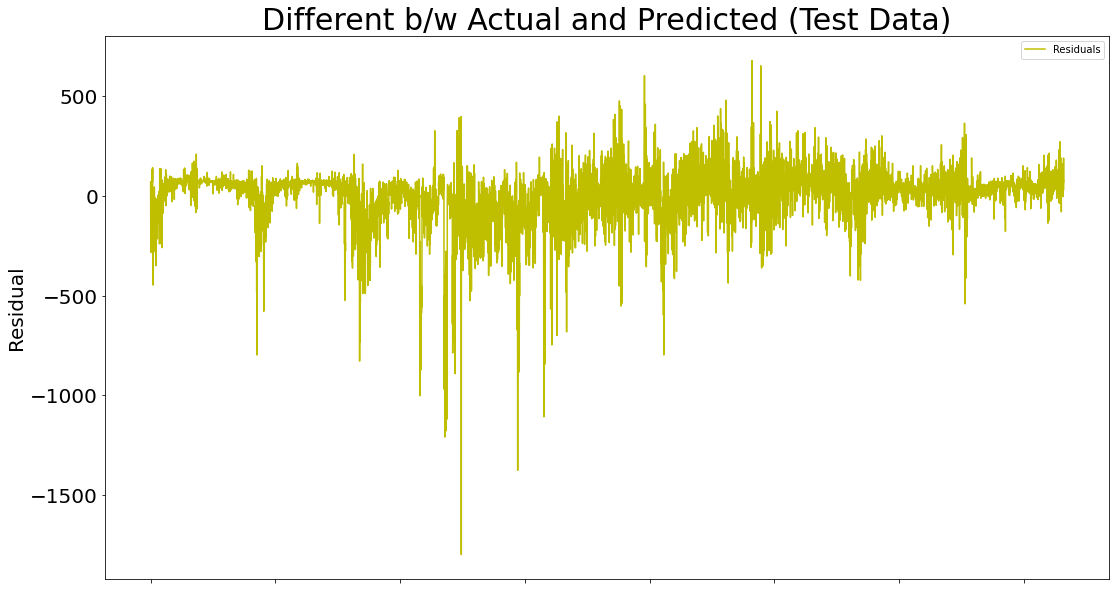 Different b/w Actual and Predicted (Test Data)
Residuals
500
0
−500
−1000
−1500
Residual